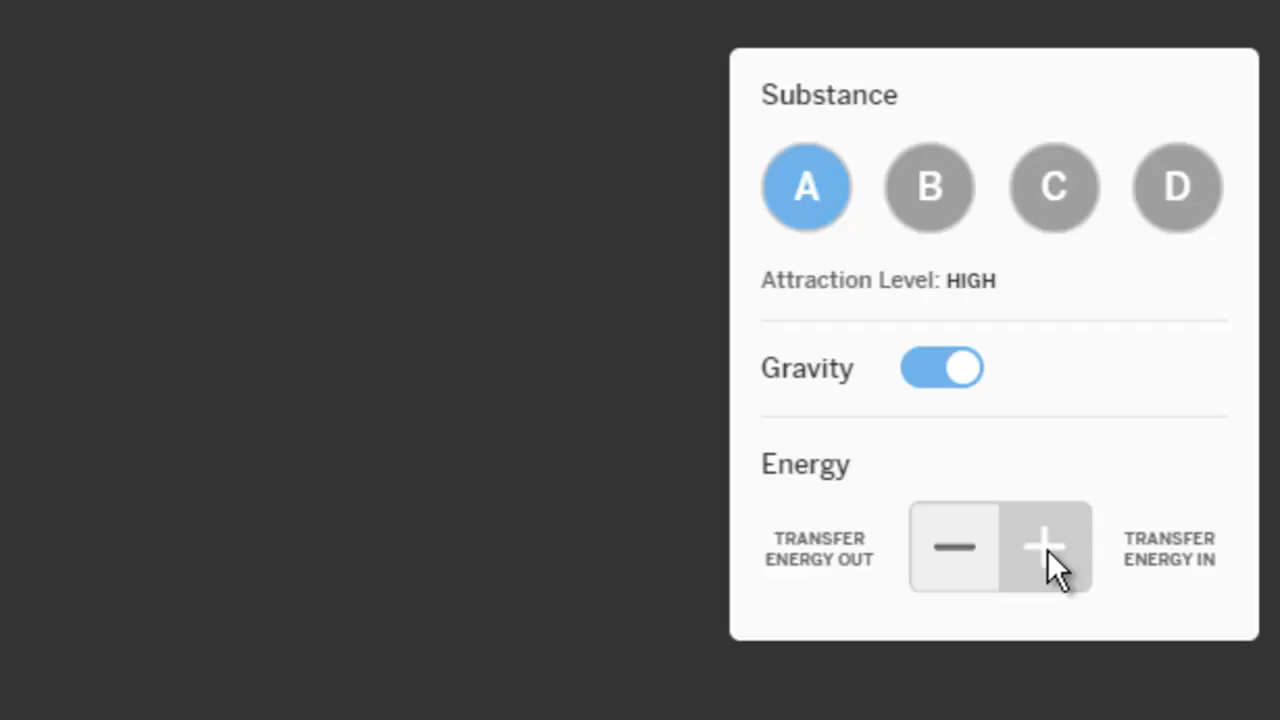 Substance
A B C D
Attraction Level: HIGH
Gravity
Energy
TRANSFER
ENERGY OUT
TRANSFER
ENERGY IN